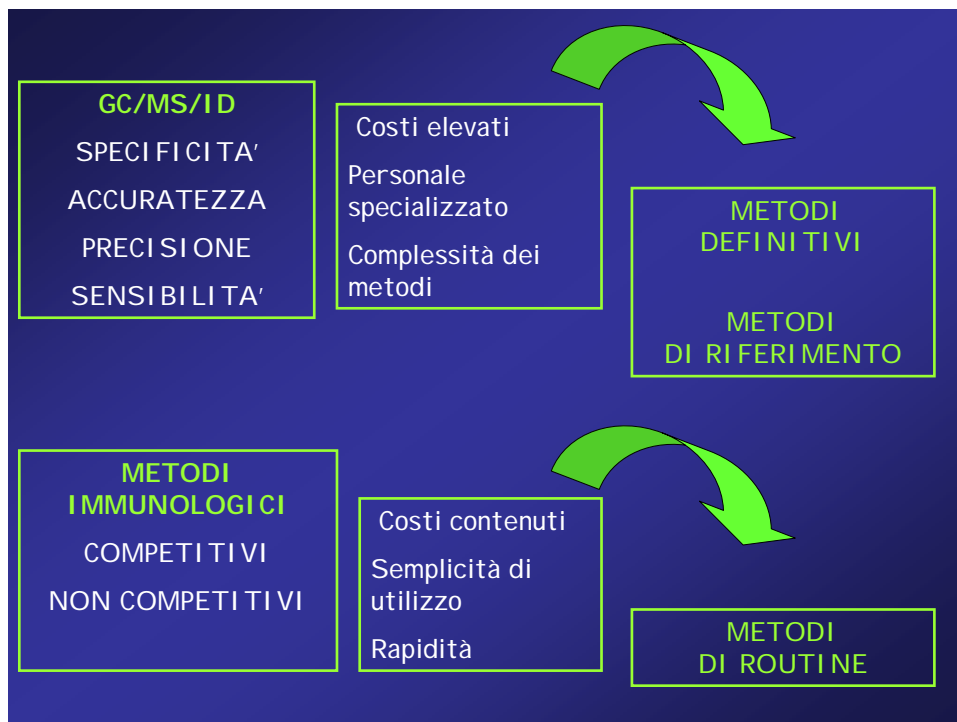 GC/MS/ID
SPECIFICITA'
ACCURATEZZA
PRECISIONE
SENSIBILITA'
Costi elevati
Personale
specializzato
Complessità dei
metodi
METODI
DEFINITIVI
METODI
DI RIFERIMENTO
METODI
IMMUNOLOGICI
COMPETITIVI
NON COMPETITIVI
Costi contenuti
Semplicità di
utilizzo
Rapidità
METODI
DI ROUTINE